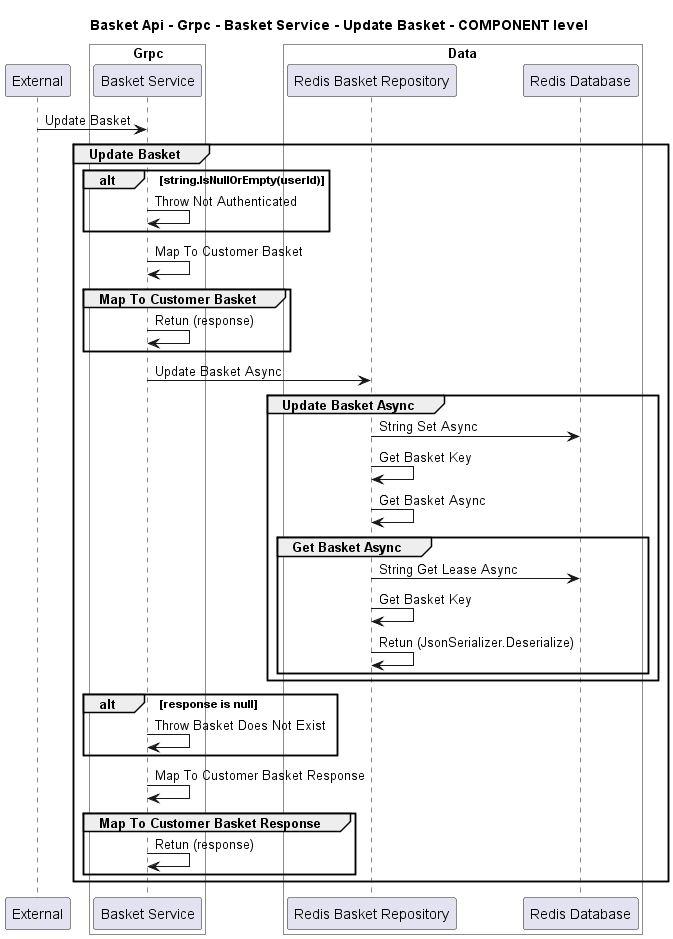 Basket Api - Grpc - Basket Service - Update Basket - COMPONENT level
Grpc
Data
External
Basket Service
Redis Basket Repository
Redis Database
Update Basket
Update Basket
alt
[string.IsNullOrEmpty(userId)]
Throw Not Authenticated
Map To Customer Basket
Map To Customer Basket
Retun (response)
Update Basket Async
Update Basket Async
String Set Async
Get Basket Key
Get Basket Async
Get Basket Async
String Get Lease Async
Get Basket Key
Retun (JsonSerializer.Deserialize)
alt
[response is null]
Throw Basket Does Not Exist
Map To Customer Basket Response
Map To Customer Basket Response
Retun (response)
External
Basket Service
Redis Basket Repository
Redis Database